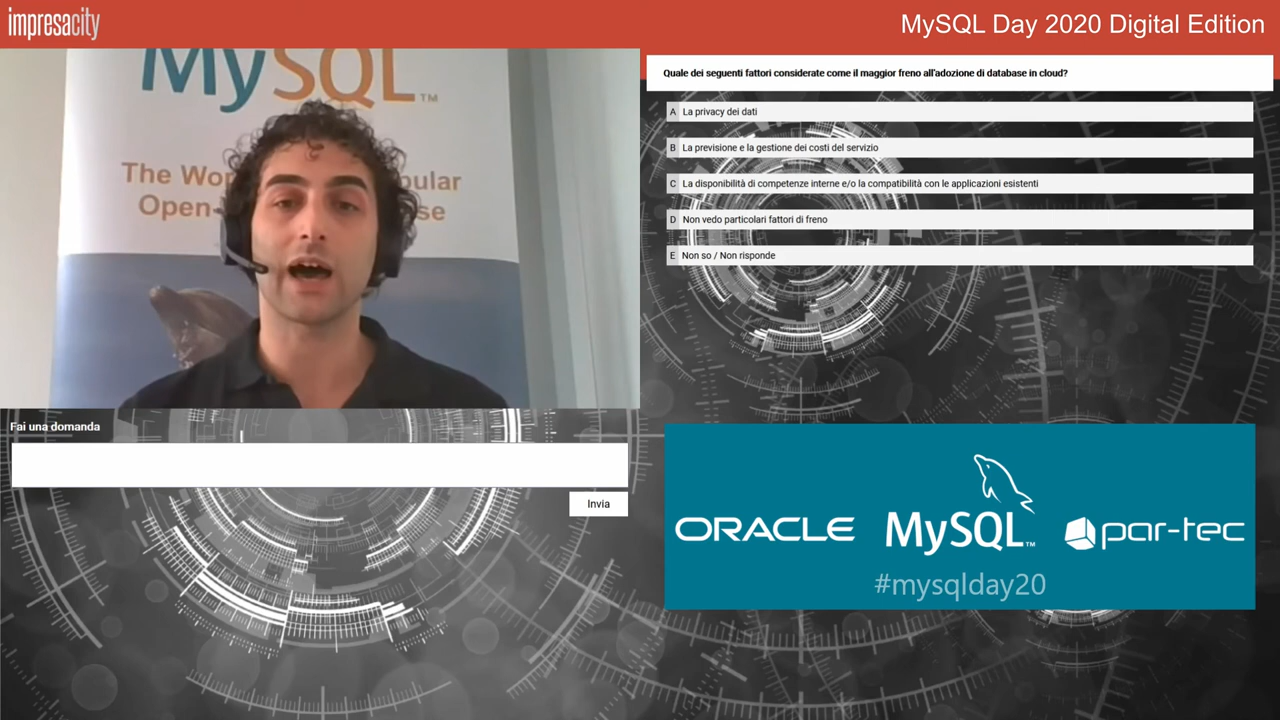 impresacity
MySQL Day 2020 Digital Edition
MySQL™
The Wor pular
Open- se
Quale dei seguenti fattori considerate come il maggior freno all'adozione di database in cloud?
A La privacy dei dati
B La previsione e la gestione dei costi del servizio
C La disponibilità di competenze interne e/o la compatibilità con le applicazioni esistenti
D Non vedo particolari fattori di freno
E Non so / Non risponde
Fai una domanda
Invia
ORACLE MySQL™ par-tec
#mysqlday20